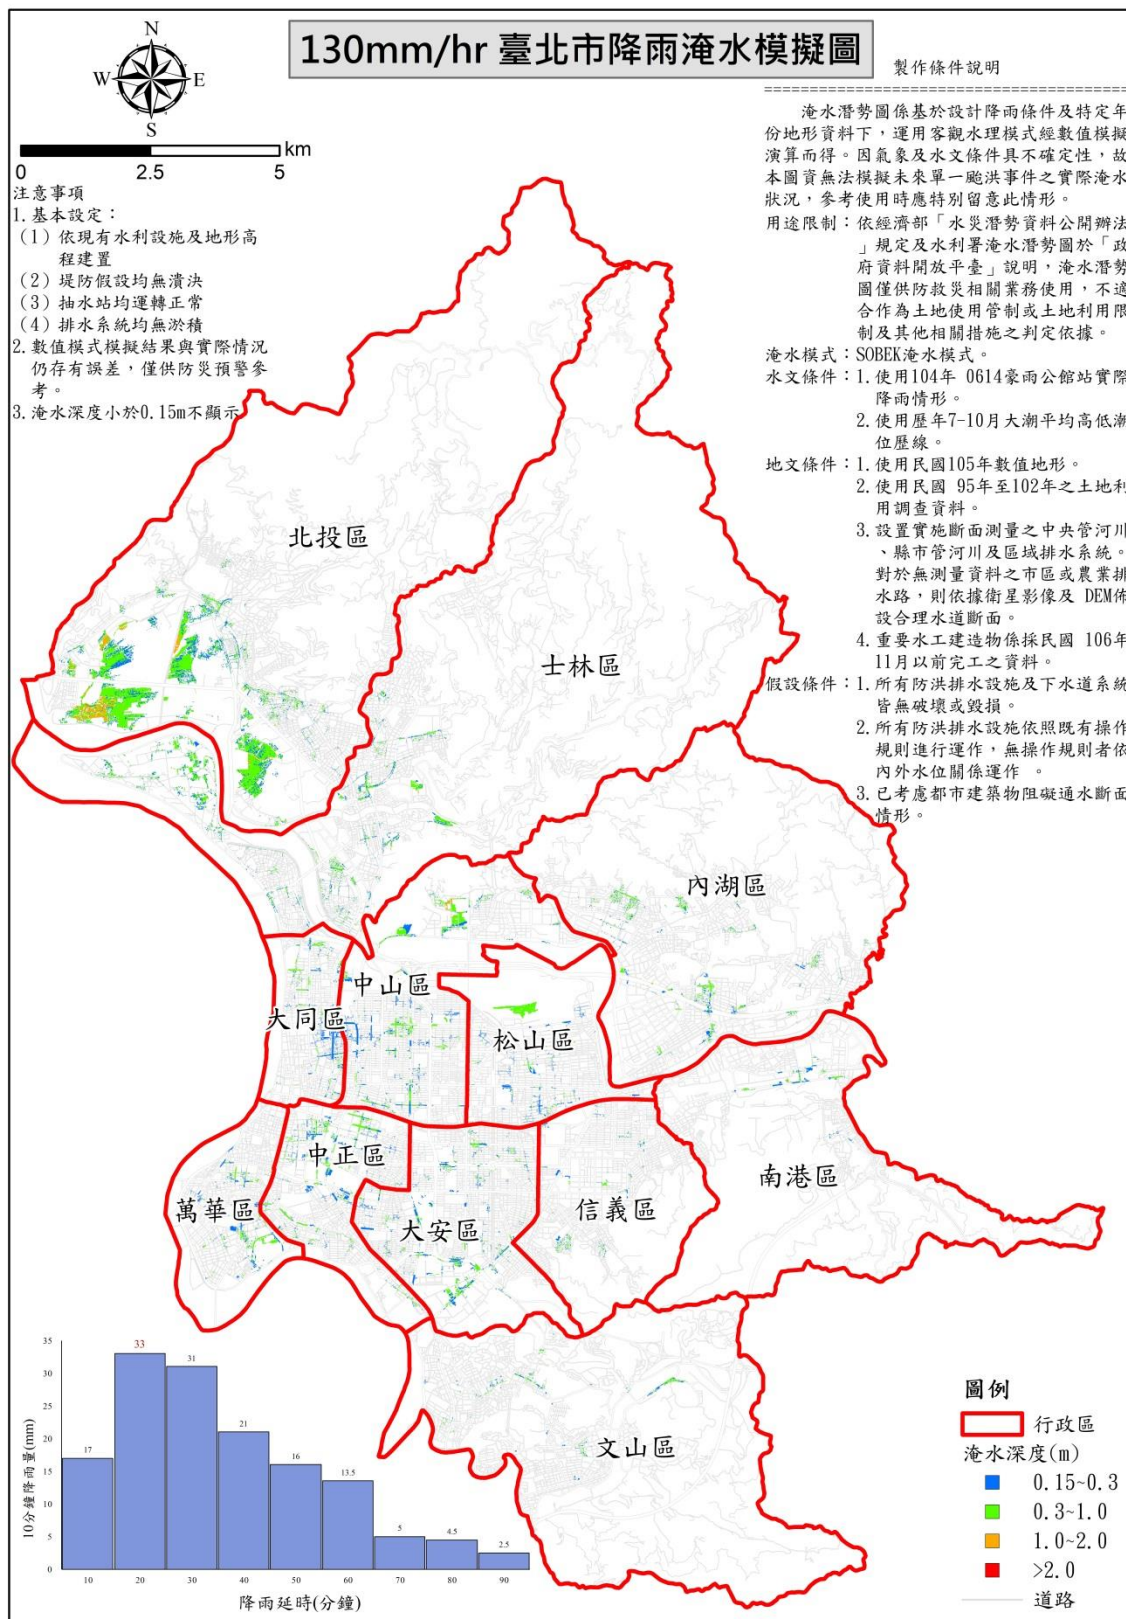 130mm/hr 臺北市降雨淹水模擬圖
N
W
E
S
0
2.5
5
km
注意事項
1.基本設定：
（1）依現有水利設施及地形高
程建置
（2）堤防假設均無潰決
（3）抽水站均運轉正常
（4）排水系統均無淤積
2.數值模式模擬結果與實際情況
仍存有誤差，僅供防災預警參
考。
3.淹水深度小於0.15m不顯示
製作條件說明
========================================
淹水潛勢圖係基於設計降雨條件及特定年
份地形資料下，運用客觀水理模式經數值模擬
演算而得。因氣象及水文條件具不確定性，故
本圖資無法模擬未來單一颱洪事件之實際淹水
狀況，參考使用時應特別留意此情形。
用途限制：依經濟部「水災潛勢資料公開辦法
」規定及水利署淹水潛勢圖於「政
府資料開放平臺」說明，淹水潛勢
圖僅供防救災相關業務使用，不適
合作為土地使用管制或土地利用限
制及其他相關措施之判定依據。
淹水模式：SOBEK淹水模式。
水文條件：1.使用104年 0614豪雨公館站實際
降雨情形。
2.使用歷年7-10月大潮平均高低潮
位歷線。
地文條件：1.使用民國105年數值地形。
2.使用民國 95年至102年之土地利
用調查資料。
3.設置實施斷面測量之中央管河川
、縣市管河川及區域排水系統。
對於無測量資料之市區或農業排
水路，則依據衛星影像及 DEM佈
設合理水道斷面。
4.重要水工建造物係採民國 106年
11月以前完工之資料。
假設條件：1.所有防洪排水設施及下水道系統
皆無破壞或毀損。
2.所有防洪排水設施依照既有操作
規則進行運作，無操作規則者依
內外水位關係運作 。
3.已考慮都市建築物阻礙通水斷面
情形。
北投區
士林區
內湖區
中山區
大同區
松山區
中正區
萬華區
大安區
信義區
南港區
文山區
10分鐘降雨量(mm)
35
30
25
20
15
10
5
0
17
33
31
21
16
13.5
5
4.5
2.5
10
20
30
40
50
60
70
80
90
降雨延時(分鐘)
圖例
行政區
淹水深度(m)
0.15~0.3
0.3~1.0
1.0~2.0
>2.0
道路